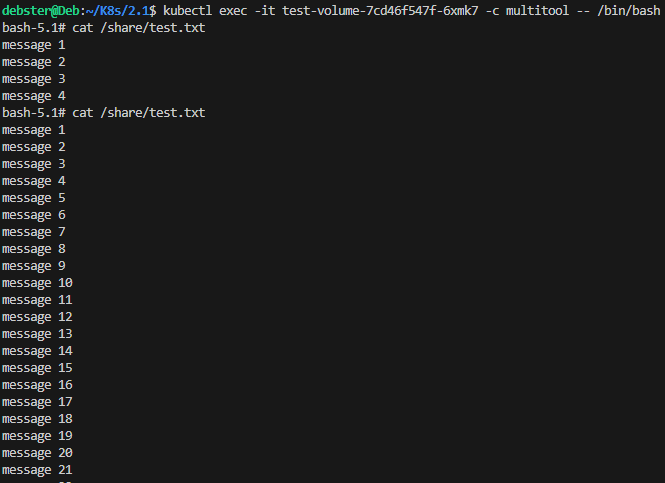 debster@Deb:~/K8s/2.1$ kubectl exec -it test-volume-7cd46f547f-6xmk7 -c multitool -- /bin/bash
bash-5.1# cat /share/test.txt
message 1
message 2
message 3
message 4
bash-5.1# cat /share/test.txt
message 1
message 2
message 3
message 4
message 5
message 6
message 7
message 8
message 9
message 10
message 11
message 12
message 13
message 14
message 15
message 16
message 17
message 18
message 19
message 20
message 21